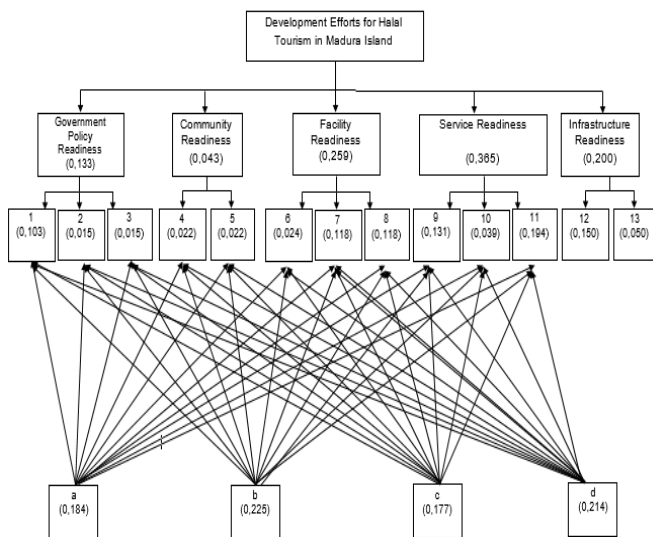 Development Efforts for Halal
Tourism in Madura Island
Government
Policy
Readiness
(0,133)
Community
Readiness
(0,043)
Facility
Readiness
(0,259)
Service Readiness
(0,365)
Infrastructure
Readiness
(0,200)
1
(0,103)
2
(0,015)
3
(0,015)
4
(0,022)
5
(0,022)
6
(0,024)
7
(0,118)
8
(0,118)
9
(0,131)
10
(0,039)
11
(0,194)
12
(0,150)
13
(0,050)
a
(0,184)
b
(0,225)
c
(0,177)
d
(0,214)